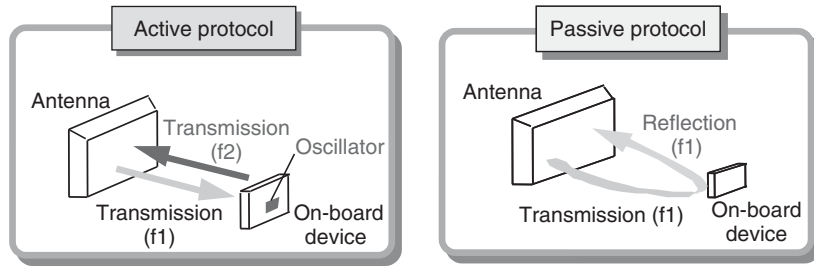 Active protocol
Antenna
Transmission
(f2)
Oscillator
Transmission
(f1)
On-board
device
Passive protocol
Antenna
Reflection
(f1)
Transmission (f1)
On-board
device